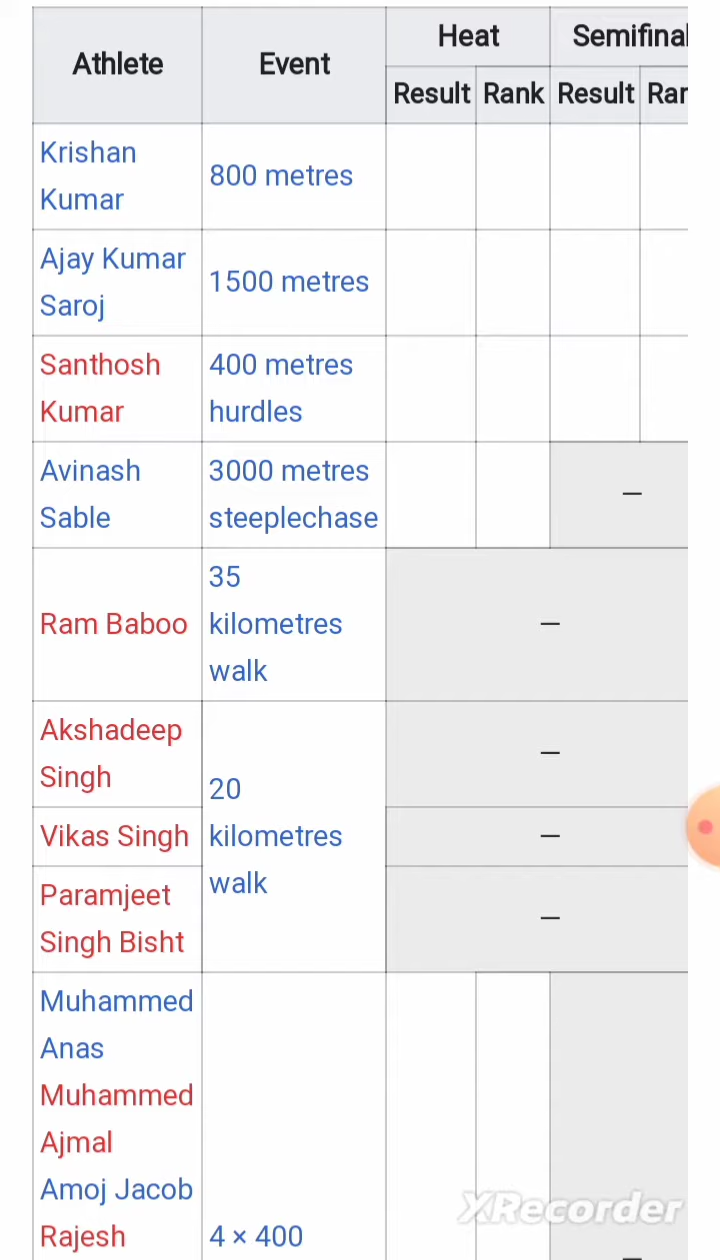 Athlete Event Heat Semifinal
Result Rank Result Ran
Krishan
Kumar
800 metres
Ajay Kumar
Saroj
1500 metres
Santhosh
Kumar
400 metres
hurdles
Avinash
Sable
3000 metres
steeplechase
—
Ram Baboo
35
kilometres
walk
—
Akshadeep
Singh
20
kilometres
walk
—
Vikas Singh
—
Paramjeet
Singh Bisht
—
Muhammed
Anas
Muhammed
Ajmal
Amoj Jacob
Rajesh
4 × 400
XRecorder